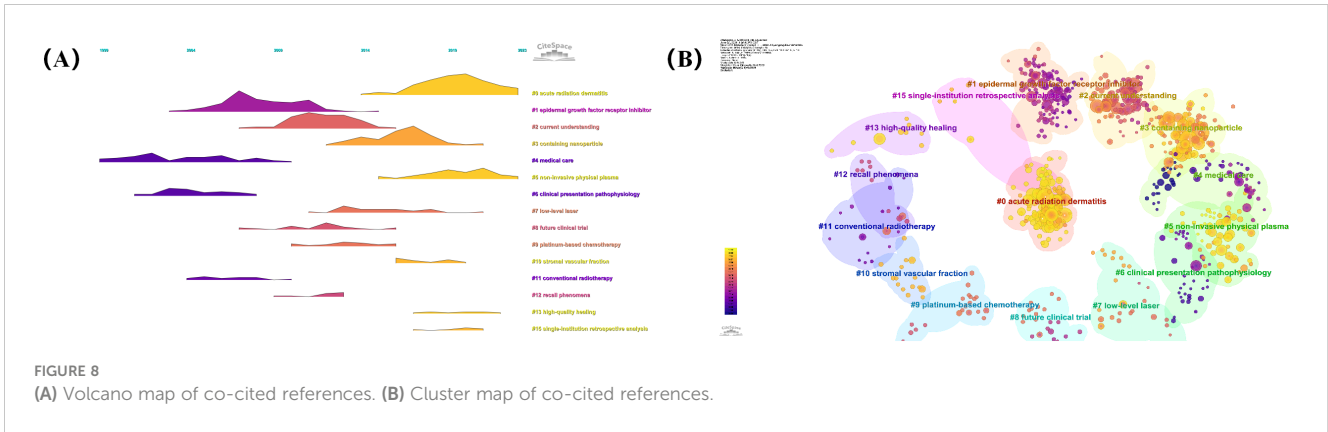 (A)
CiteSpace
#0 acute radiation dermatitis
#1 epidermal growth factor receptor inhibitor
#2 current understanding
#3 containing nanoparticle
#4 medical care
#5 non-invasive physical plasma
#6 clinical presentation pathophysiology
#7 low-level laser
#8 future clinical trial
#9 platinum-based chemotherapy
#10 stromal vascular fraction
#11 conventional radiotherapy
#12 recall phenomena
#13 high-quality healing
#15 single-institution retrospective analysis
(B)
#1 epidermal growth factor receptor inhibitor
#15 single-institution retrospective analysis
#2 current understanding
#13 high-quality healing
#3 containing nanoparticle
#12 recall phenomena
#4 medical care
#0 acute radiation dermatitis
#11 conventional radiotherapy
#5 non-invasive physical plasma
#10 stromal vascular fraction
#6 clinical presentation pathophysiology
#9 platinum-based chemotherapy
#7 low-level laser
#8 future clinical trial
FIGURE 8
(A) Volcano map of co-cited references. (B) Cluster map of co-cited references.